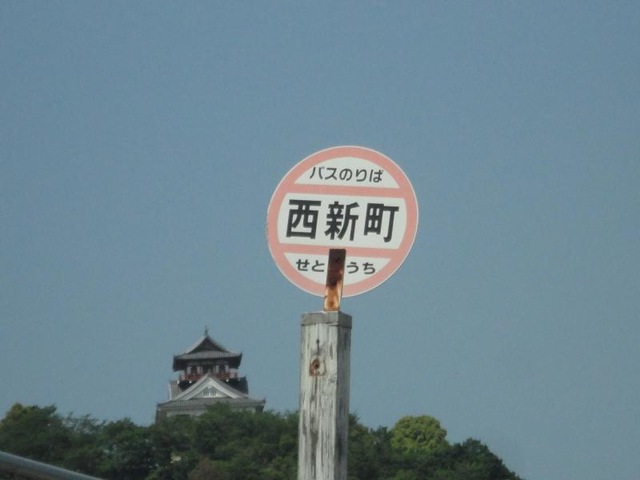 バスのりば
西新町
せと うち